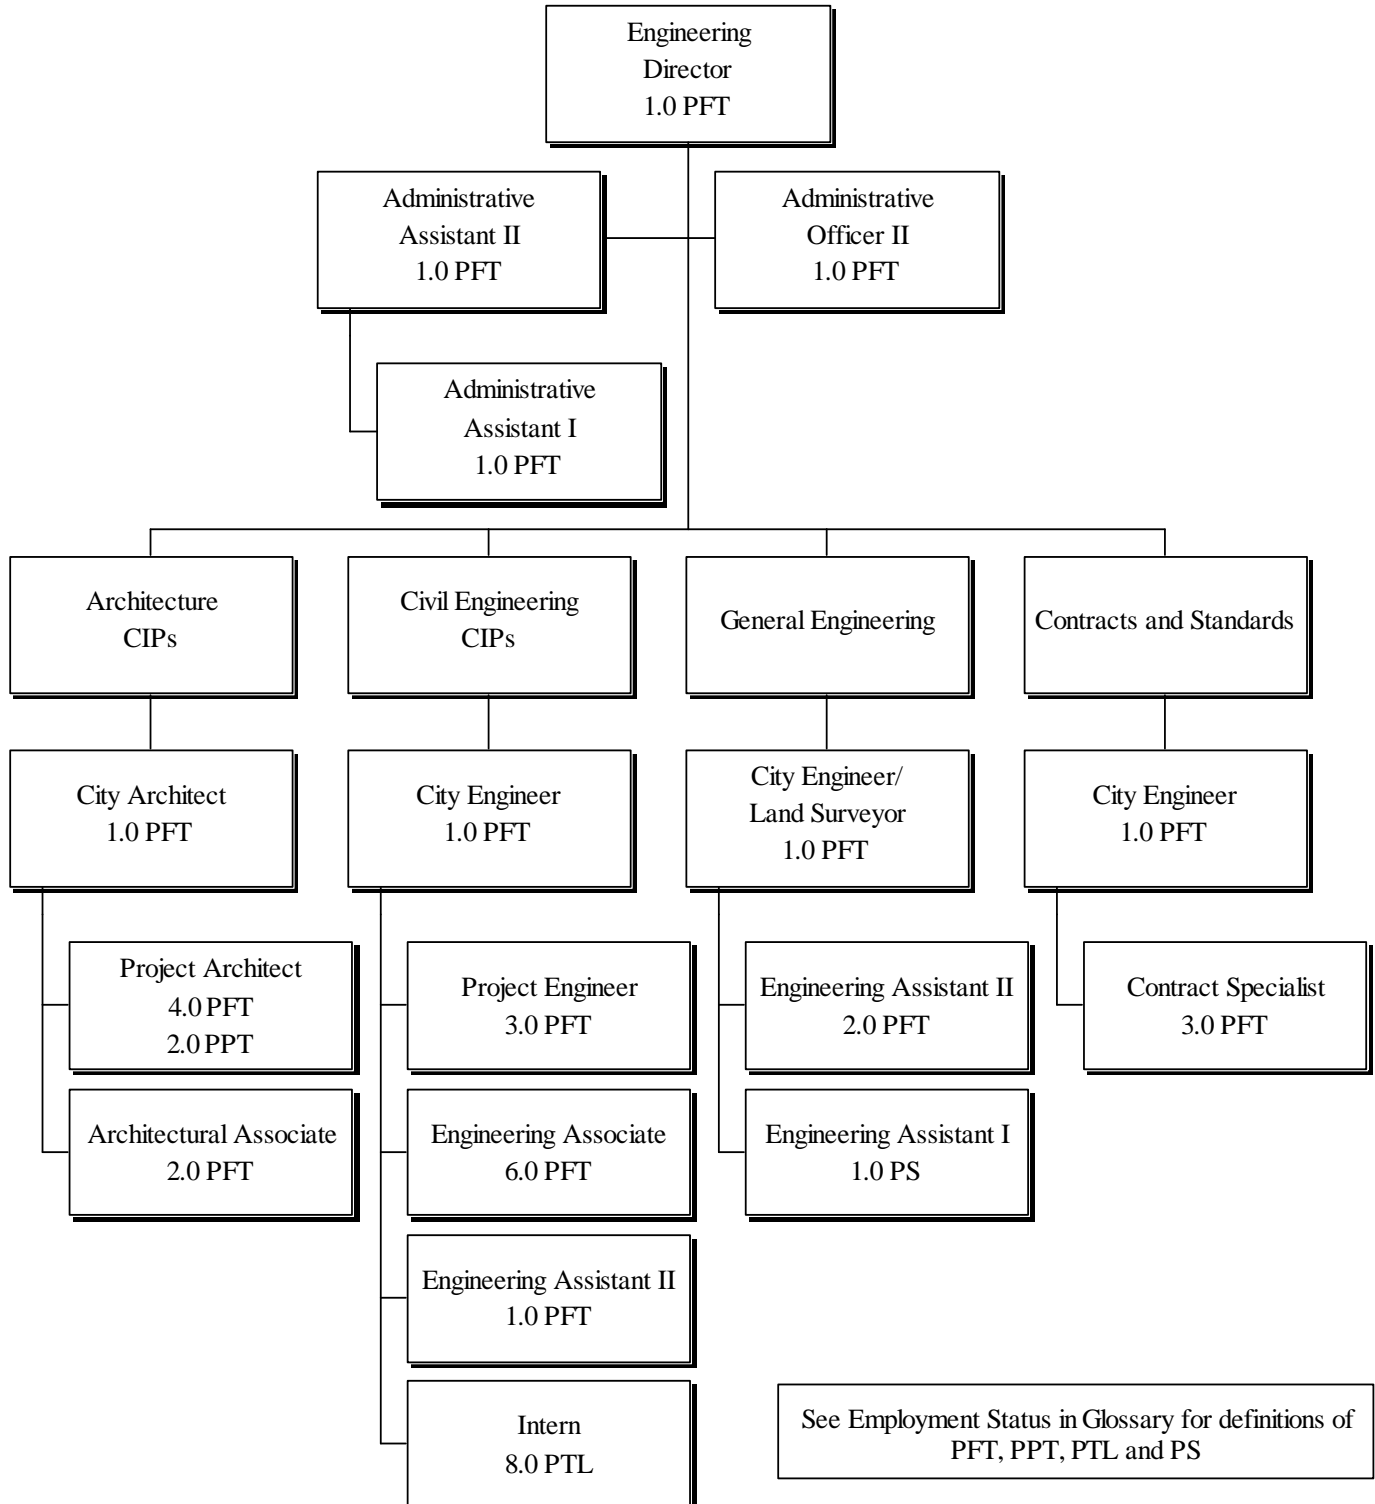 Engineering
Director
1.0 PFT
Administrative
Assistant II
1.0 PFT
Administrative
Officer II
1.0 PFT
Administrative
Assistant I
1.0 PFT
Architecture
CIPs
Civil Engineering
CIPs
General Engineering
Contracts and Standards
City Architect
1.0 PFT
City Engineer
1.0 PFT
City Engineer/
Land Surveyor
1.0 PFT
City Engineer
1.0 PFT
Project Architect
4.0 PFT
2.0 PPT
Project Engineer
3.0 PFT
Engineering Assistant II
2.0 PFT
Contract Specialist
3.0 PFT
Architectural Associate
2.0 PFT
Engineering Associate
6.0 PFT
Engineering Assistant I
1.0 PS
Engineering Assistant II
1.0 PFT
Intern
8.0 PTL
See Employment Status in Glossary for definitions of
PFT, PPT, PTL and PS